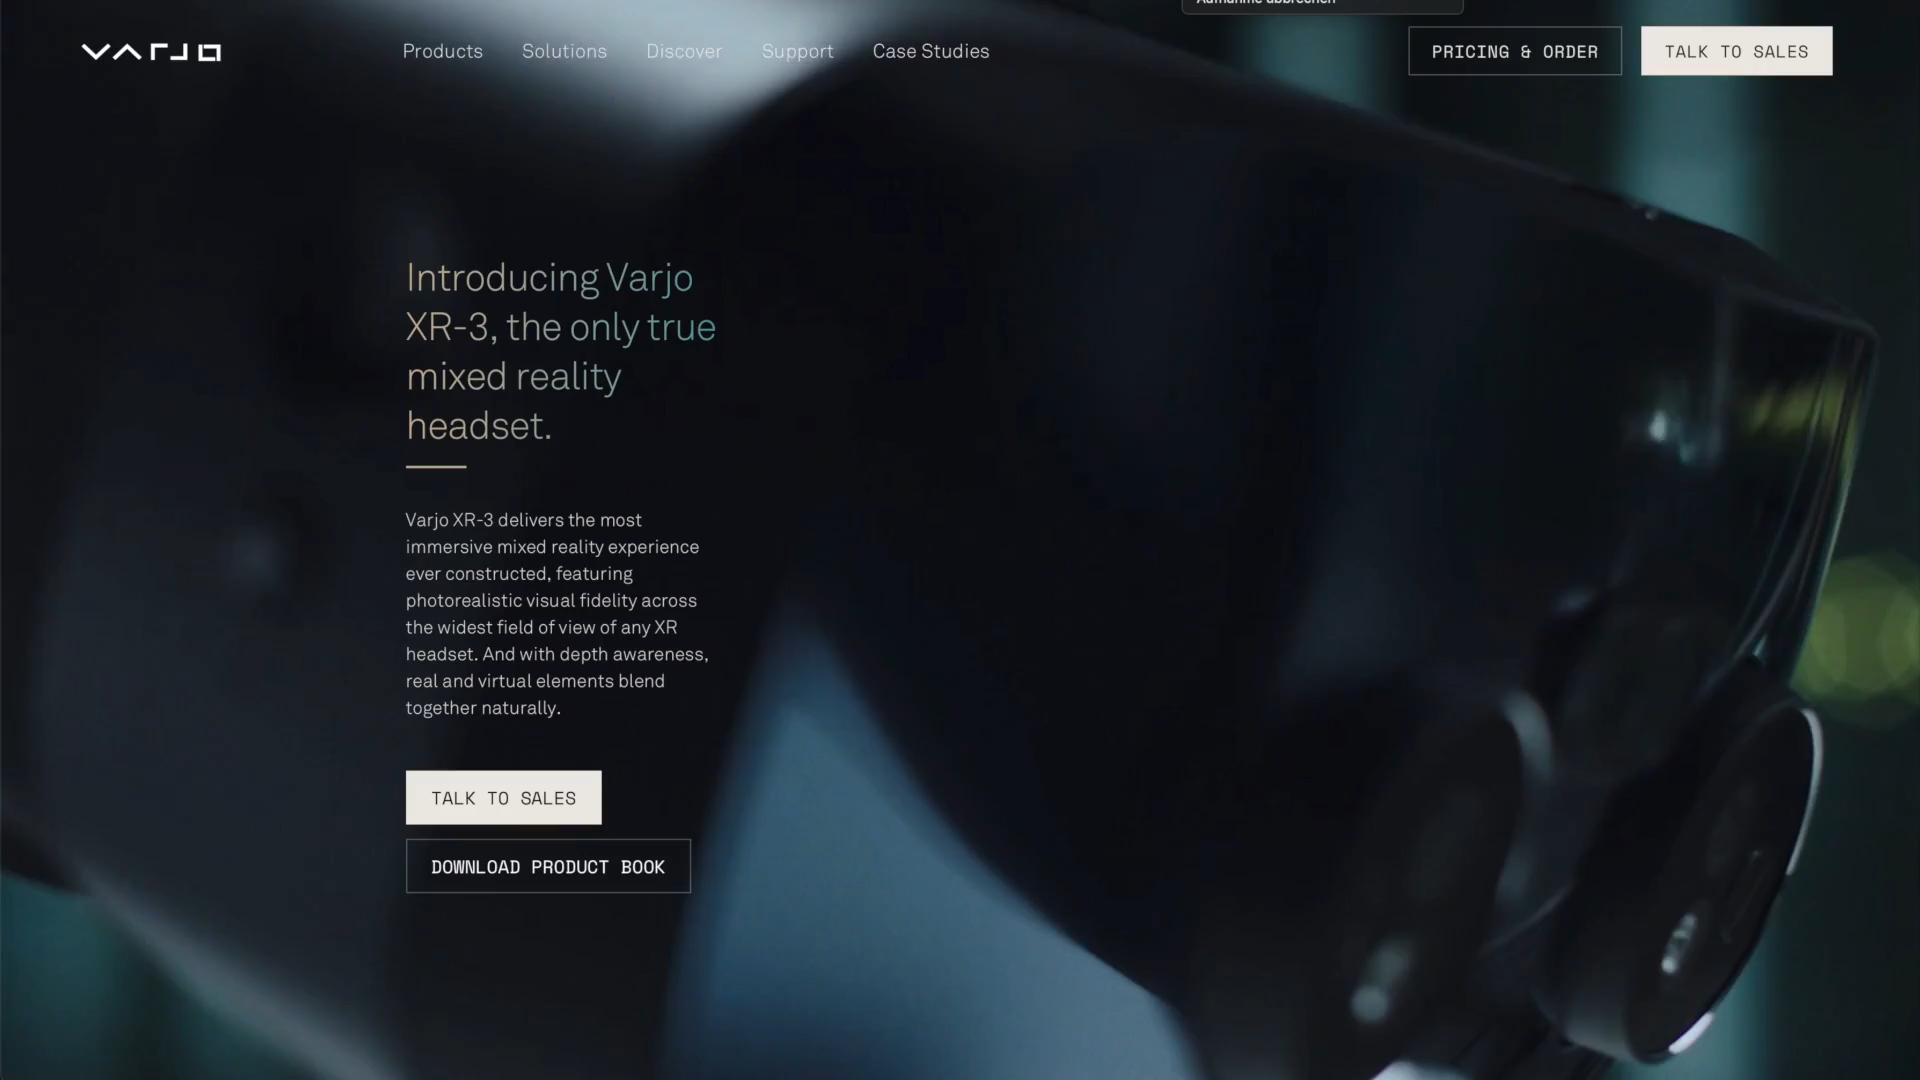 Aufnahme abbrechen
VARJO
Products
Solutions
Discover
Support
Case Studies
PRICING & ORDER
TALK TO SALES
Introducing Varjo
XR-3, the only true
mixed reality
headset.
Varjo XR-3 delivers the most
immersive mixed reality experience
ever constructed, featuring
photorealistic visual fidelity across
the widest field of view of any XR
headset. And with depth awareness,
real and virtual elements blend
together naturally.
TALK TO SALES
DOWNLOAD PRODUCT BOOK